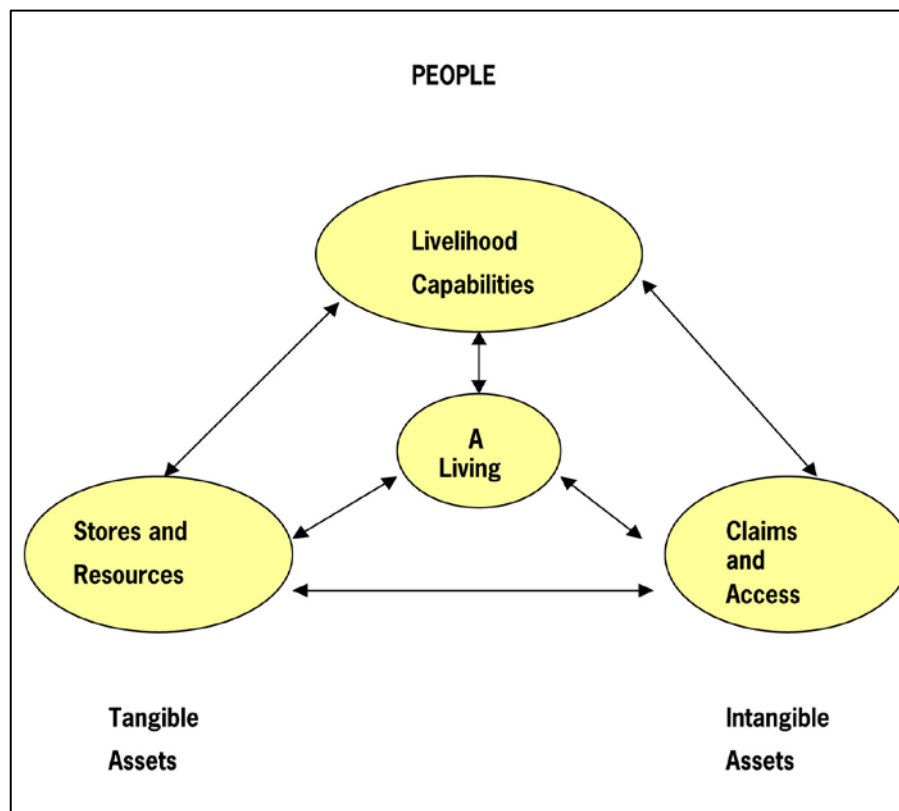 PEOPLE
Livelihood
Capabilities
A
Living
Stores and
Resources
Claims
and
Access
Tangible
Assets
Intangible
Assets